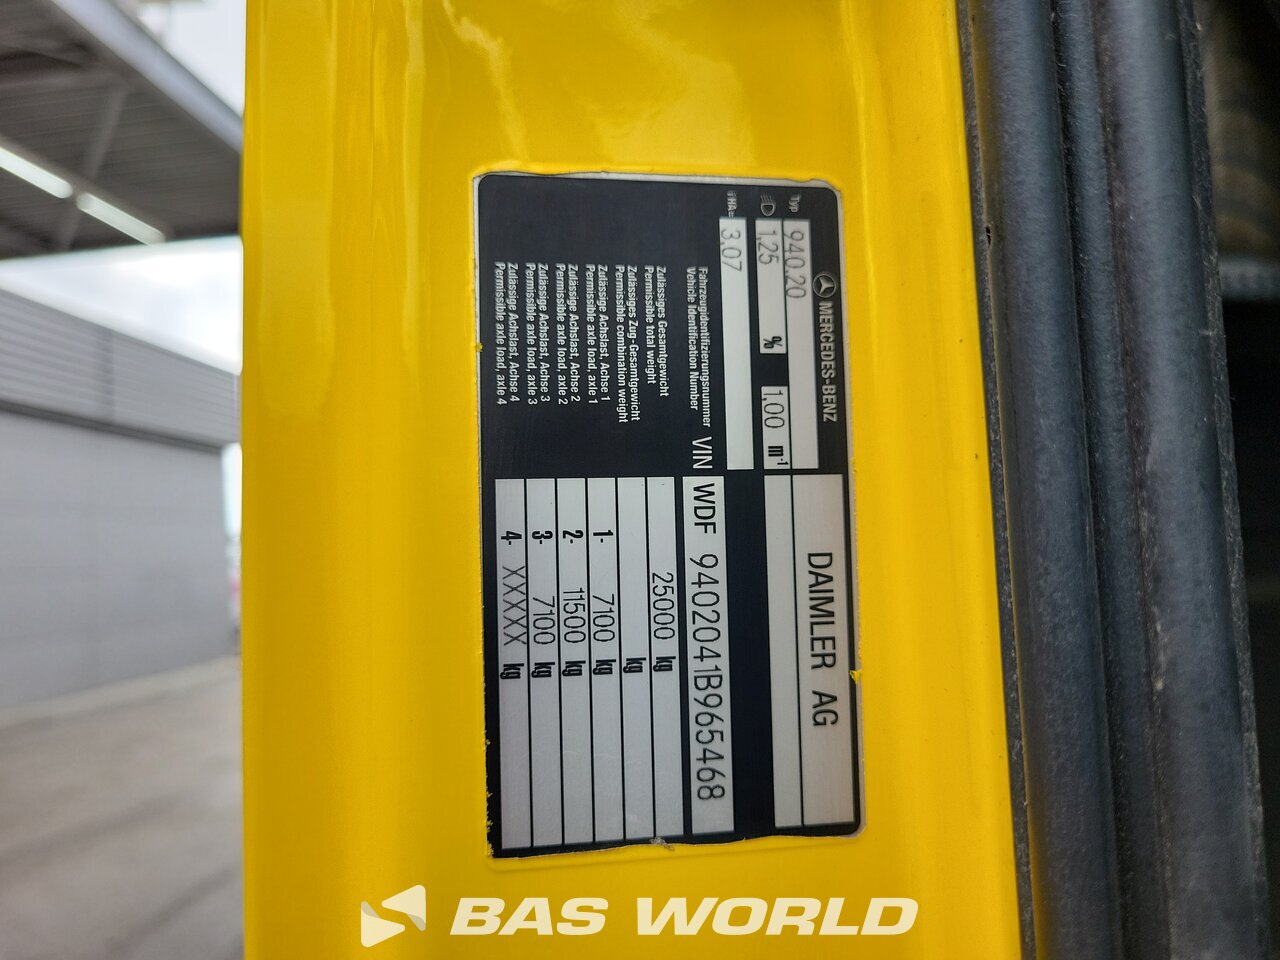 MERCEDES-BENZ
DAIMLER AG
Typ 940.20
1,25 % 1,00 m-1
iHA= 3,07
Fahrzeugidentifizierungsnummer
Vehicle Identification Number VIN WDF 9402041B965468
Zulässiges Gesamtgewicht
Permissible total weight 25000 kg
Zulässiges Zug-Gesamtgewicht
Permissible combination weight kg
Zulässige Achslast, Achse 1
Permissible axle load, axle 1 1- 7100 kg
Zulässige Achslast, Achse 2
Permissible axle load, axle 2 2- 11500 kg
Zulässige Achslast, Achse 3
Permissible axle load, axle 3 3- 7100 kg
Zulässige Achslast, Achse 4
Permissible axle load, axle 4 4- XXXXX kg
BAS WORLD